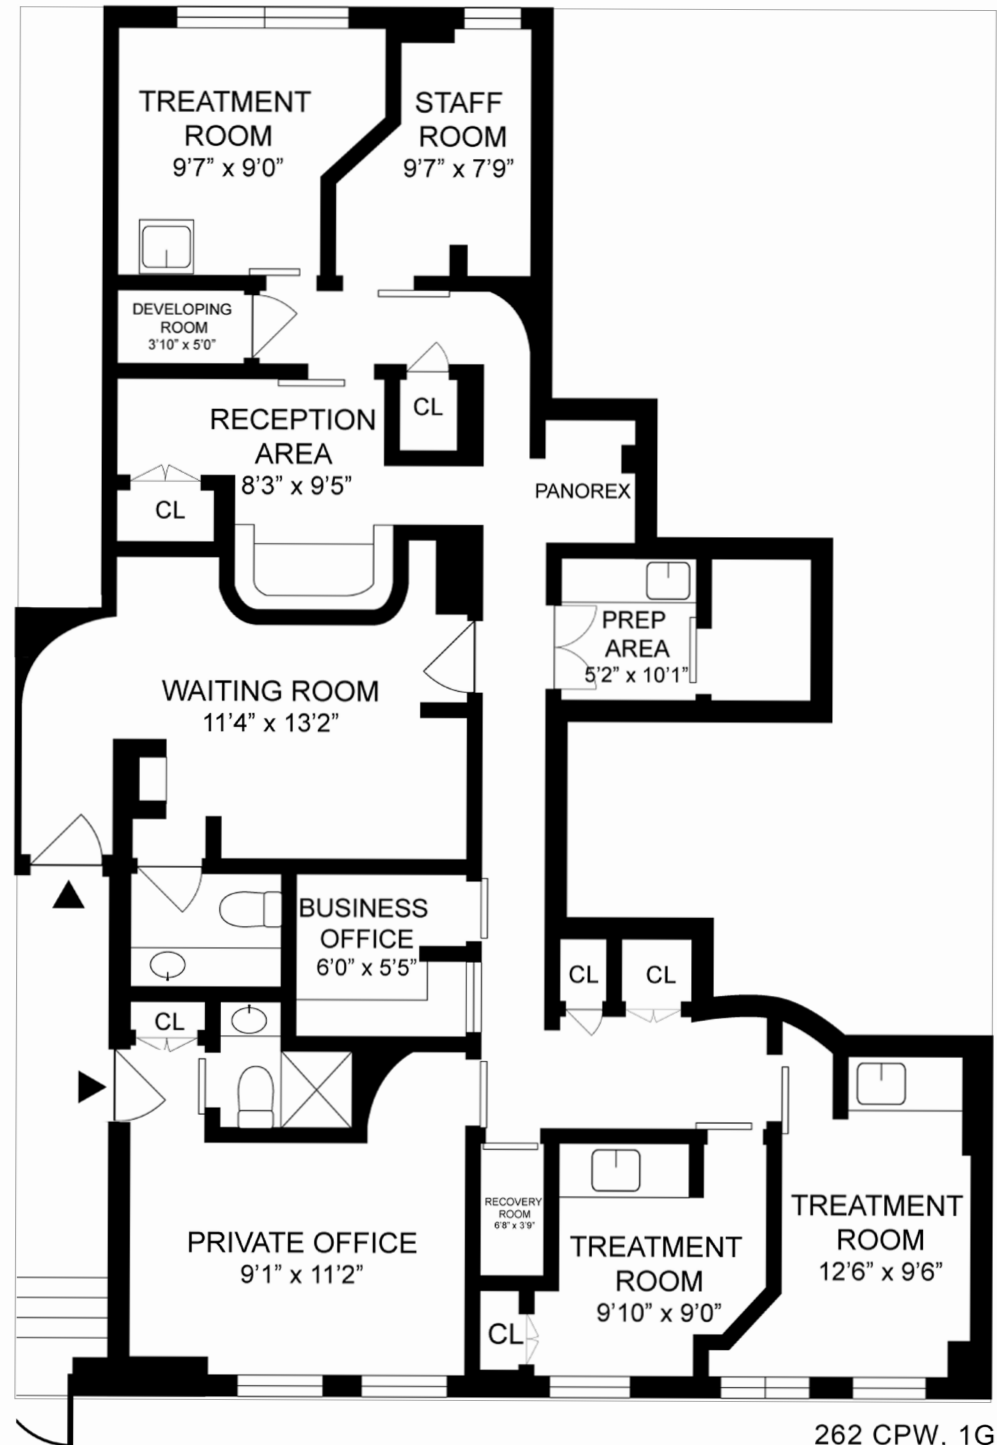 TREATMENT
ROOM
9'7" x 9'0"
STAFF
ROOM
9'7" x 7'9"
DEVELOPING
ROOM
3'10" x 5'0"
CL
RECEPTION
AREA
8'3" x 9'5"
CL
PANOREX
PREP
AREA
5'2" x 10'1"
WAITING ROOM
11'4" x 13'2"
BUSINESS
OFFICE
6'0" x 5'5"
CL
CL
CL
RECOVERY
ROOM
6'8" x 3'9"
PRIVATE OFFICE
9'1" x 11'2"
TREATMENT
ROOM
9'10" x 9'0"
TREATMENT
ROOM
12'6" x 9'6"
CL
262 CPW. 1G